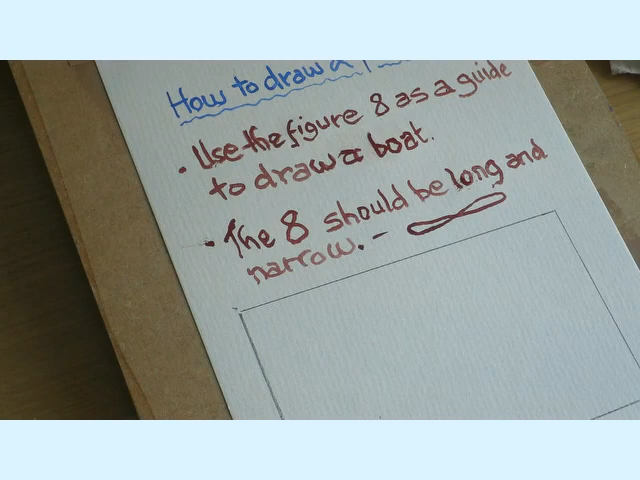 How to draw a
• Use the figure 8 as a guide
to draw a boat.
• The 8 should be long and
narrow. -